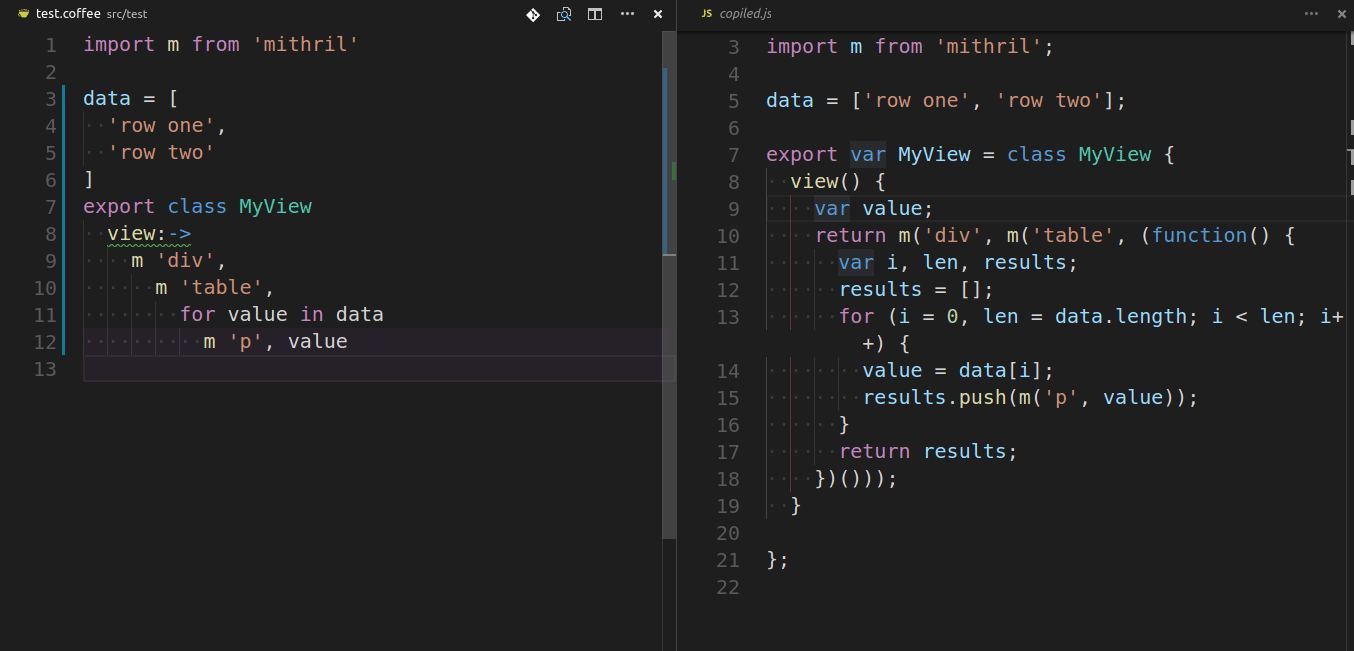 test.coffee src/test
1 import m from 'mithril'
2
3 data = [
4   'row one',
5   'row two'
6 ]
7 export class MyView
8   view:->
9     m 'div',
10       m 'table',
11         for value in data
12           m 'p', value
13
JS copiled.js
3 import m from 'mithril';
4
5 data = ['row one', 'row two'];
6
7 export var MyView = class MyView {
8   view() {
9     var value;
10     return m('div', m('table', (function() {
11       var i, len, results;
12       results = [];
13       for (i = 0, len = data.length; i < len; i+
+) {
14         value = data[i];
15         results.push(m('p', value));
16       }
17       return results;
18     })()));
19   }
20
21 };
22